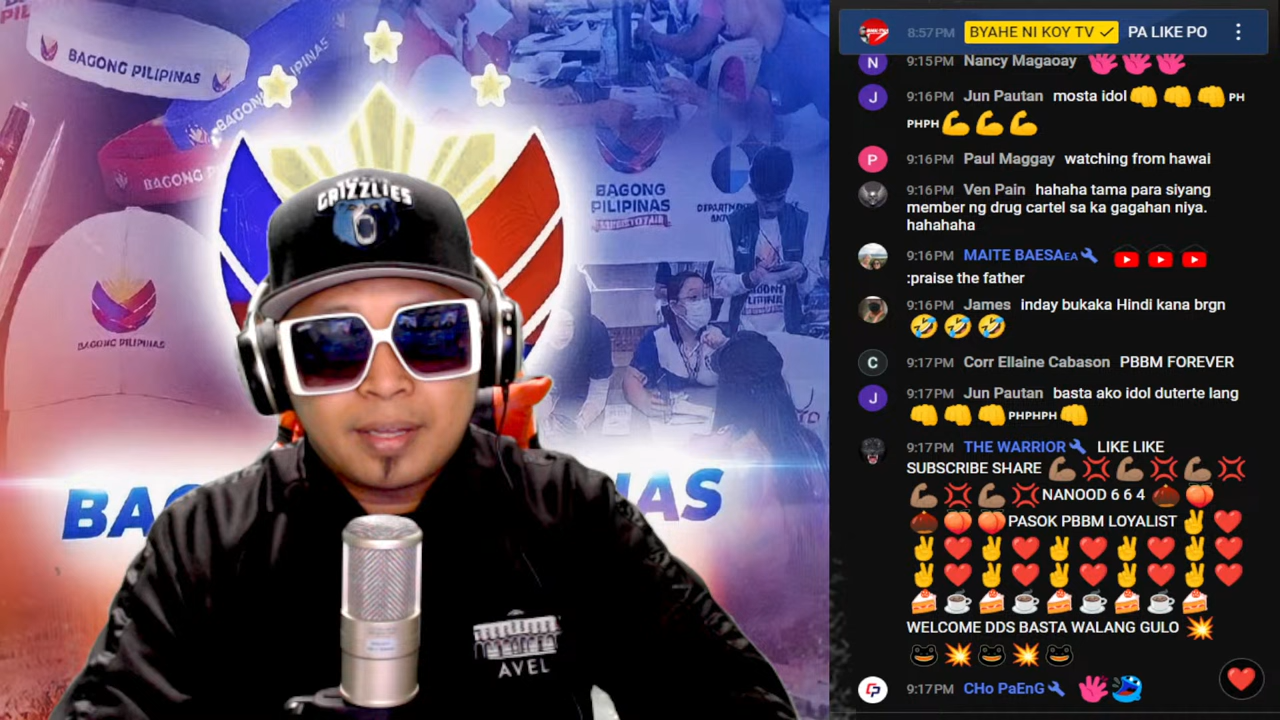 BAGONG PILIPINAS
BAGONG PILIPINAS
BAGONG
BAGONG PILIPINAS
GRIZZLIES
BAGONG
PILIPINAS
AVEL
8:57 PM BYAHE NI KOY TV PA LIKE PO
N 9:15 PM Nancy Magaoay
J 9:16 PM Jun Pautan mosta idol👊👊👊PH
PHPH💪💪💪
P 9:16 PM Paul Maggay watching from hawai
9:16 PM Ven Pain hahaha tama para siyang
member ng drug cartel sa ka gagahan niya.
hahahaha
9:16 PM MAITE BAESAEA
:praise the father
9:16 PM James inday bukaka Hindi kana brgn
🤣🤣🤣
C 9:17 PM Corr Ellaine Cabason PBBM FOREVER
J 9:17 PM Jun Pautan basta ako idol duterte lang
👊👊👊PHPHPH👊
9:17 PM THE WARRIOR LIKE LIKE
SUBSCRIBE SHARE 💪🏾💢💪🏾💢💪🏾💢
💪🏾💢💪🏾💢NANOOD 6 6 4 🌰🍑
🌰🍑🍑PASOK PBBM LOYALIST✌❤
✌❤✌❤✌❤✌❤✌❤
✌❤✌❤✌❤✌❤✌❤
🍰☕🍰☕🍰☕🍰☕🍰
WELCOME DDS BASTA WALANG GULO 💥
🐸💥🐸💥🐸
CP 9:17 PM CHo PaEnG